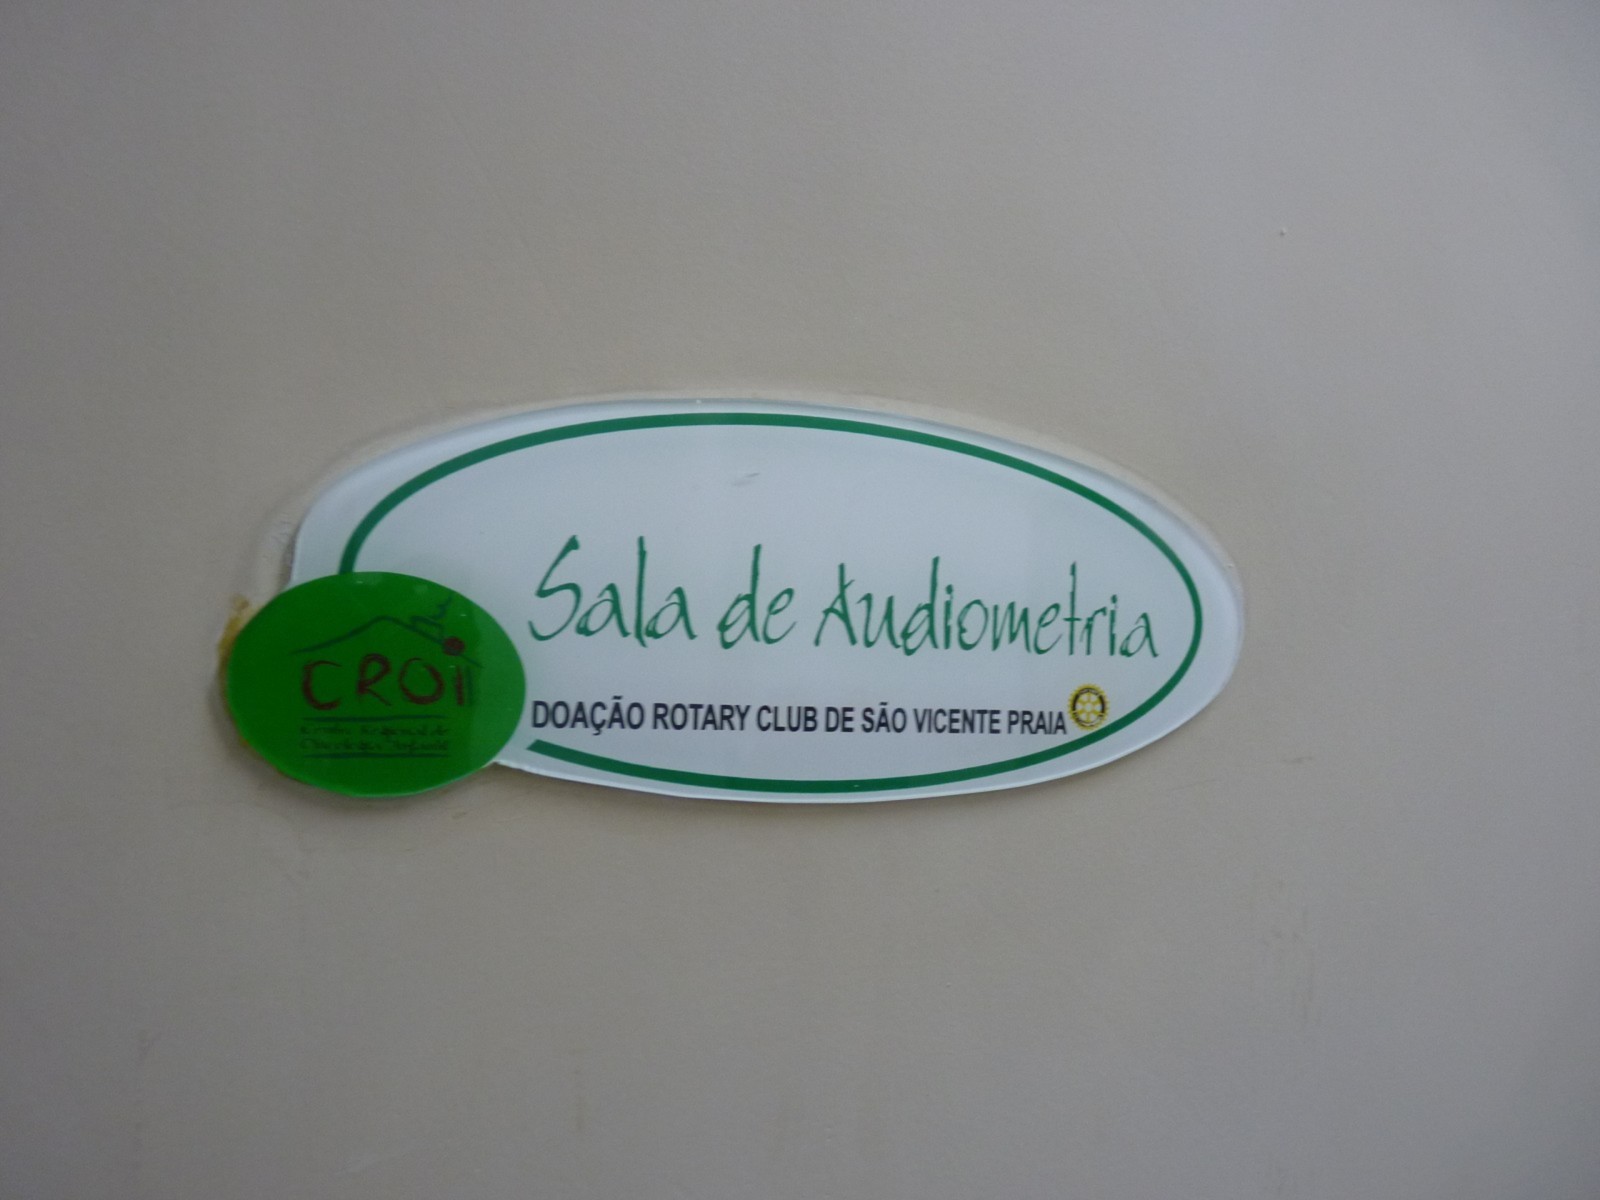 Sala de Audiometria
DOAÇÃO ROTARY CLUB DE SÃO VICENTE PRAIA
CROi